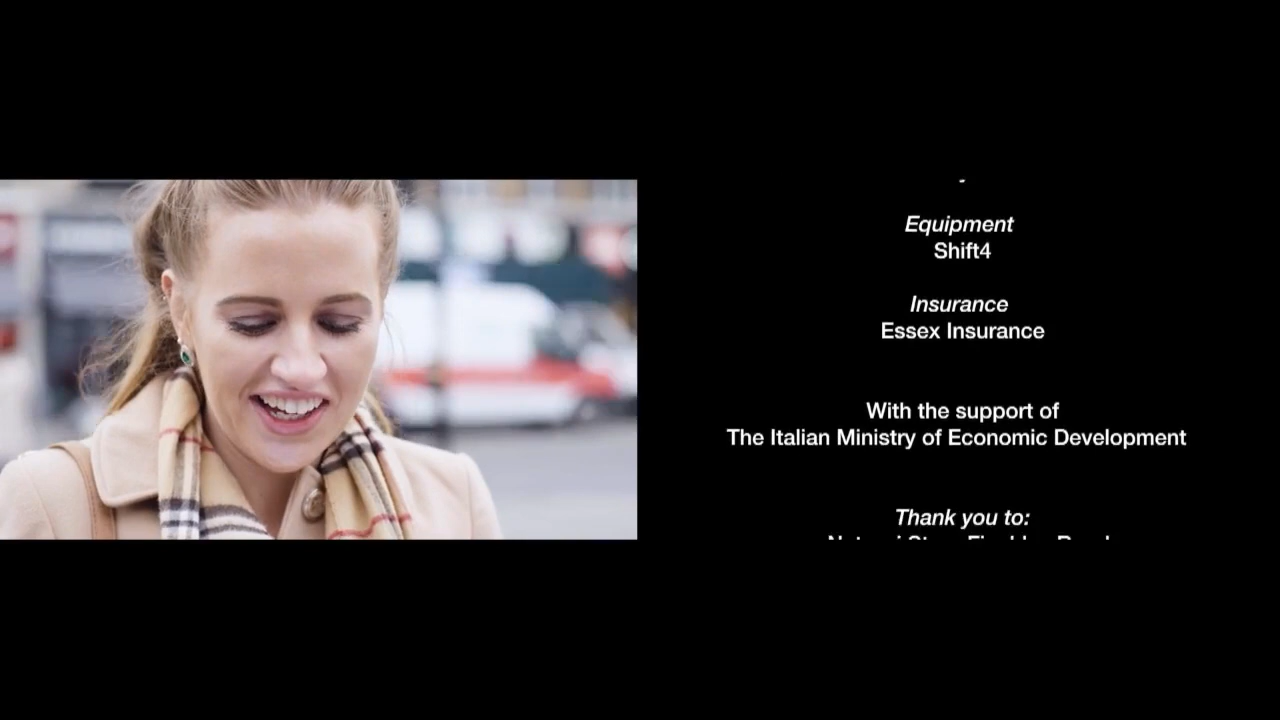 Equipment
Shift4
Insurance
Essex Insurance
With the support of
The Italian Ministry of Economic Development
Thank you to: